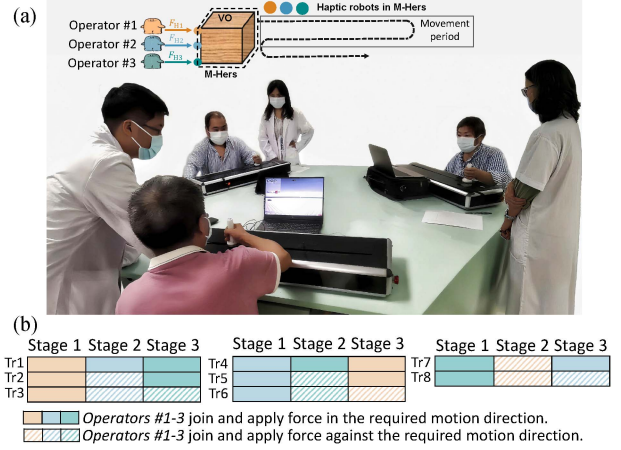 (a)
VO
Haptic robots in M-Hers
Operator #1
F_H1
Operator #2
F_H2
Operator #3
F_H3
M-Hers
Movement
period
(b)
Stage 1 Stage 2 Stage 3
Tr1
Tr2
Tr3
Stage 1 Stage 2 Stage 3
Tr4
Tr5
Tr6
Stage 1 Stage 2 Stage 3
Tr7
Tr8
Operators #1-3 join and apply force in the required motion direction.
Operators #1-3 join and apply force against the required motion direction.